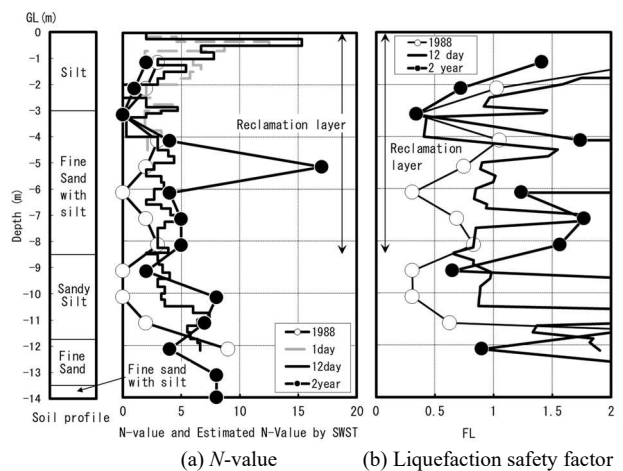 GL(m)
Depth (m)
0
-1
-2
-3
-4
-5
-6
-7
-8
-9
-10
-11
-12
-13
-14
Silt
Fine
Sand
with
silt
Sandy
Silt
Fine
Sand
Soil profile
Fine sand
with silt
Reclamation layer
1988
1day
12day
2year
0 5 10 15 20
N-value and Estimated N-Value by SWST
(a) N-value
1988
12 day
2 year
Reclamation
layer
0 0.5 1 1.5 2
FL
(b) Liquefaction safety factor